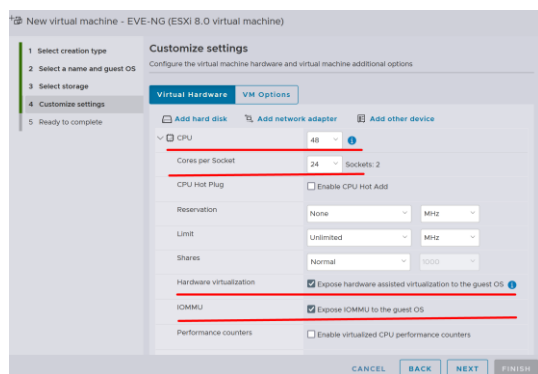 New virtual machine - EVE-NG (ESXi 8.0 virtual machine)
1 Select creation type
2 Select a name and guest OS
3 Select storage
4 Customize settings
5 Ready to complete
Customize settings
Configure the virtual machine hardware and virtual machine additional options
Virtual Hardware VM Options
Add hard disk Add network adapter Add other device
CPU 48
Cores per Socket 24 Sockets: 2
CPU Hot Plug Enable CPU Hot Add
Reservation None MHz
Limit Unlimited MHz
Shares Normal 1000
Hardware virtualization Expose hardware assisted virtualization to the guest OS
IOMMU Expose IOMMU to the guest OS
Performance counters Enable virtualized CPU performance counters
CANCEL BACK NEXT FINISH